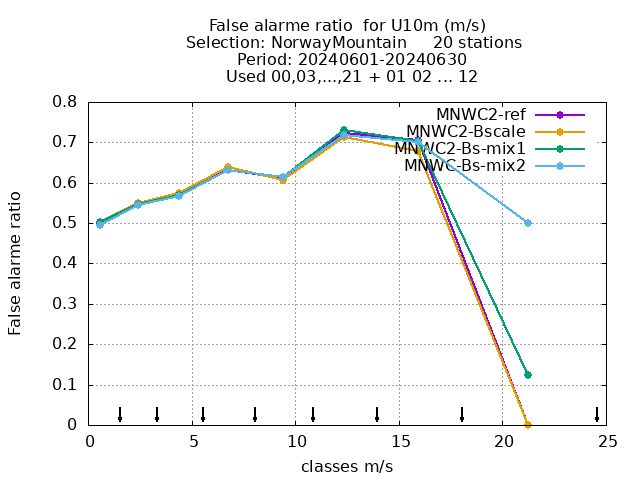 False alarme ratio  for U10m (m/s)
Selection: NorwayMountain     20 stations
Period: 20240601-20240630
Used 00,03,...,21 + 01 02 ... 12
MNWC2-ref
MNWC2-Bscale
MNWC2-Bs-mix1
MNWC-Bs-mix2
False alarme ratio
0.8
0.7
0.6
0.5
0.4
0.3
0.2
0.1
0
0 5 10 15 20 25
classes m/s